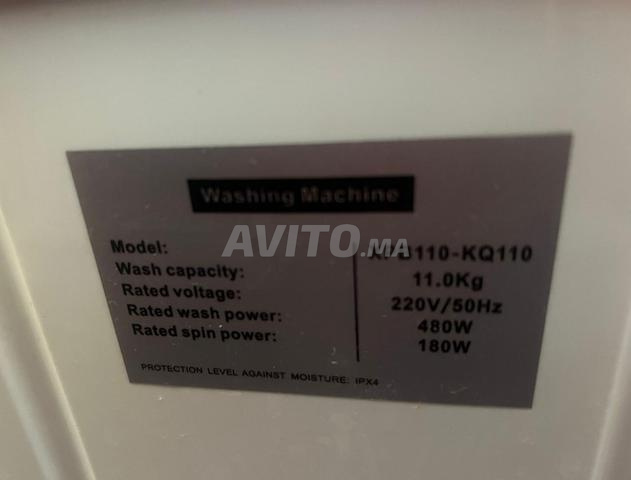 Washing Machine
AVITO.MA
Model: -KQ110
Wash capacity: 11.0Kg
Rated voltage: 220V/50Hz
Rated wash power: 480W
Rated spin power: 180W
PROTECTION LEVEL AGAINST MOISTURE: IPX4